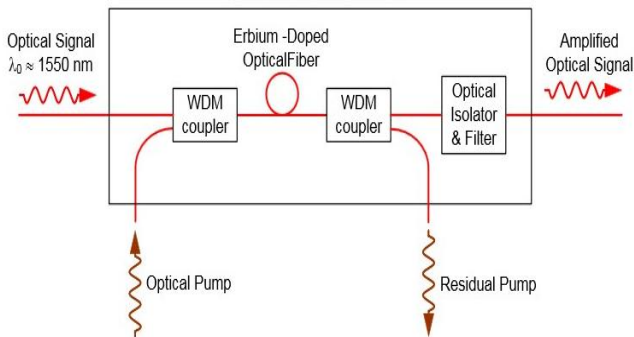 Optical Signal
λ₀ ≈ 1550 nm
Erbium -Doped
OpticalFiber
Amplified
Optical Signal
WDM
coupler
WDM
coupler
Optical
Isolator
& Filter
Optical Pump
Residual Pump